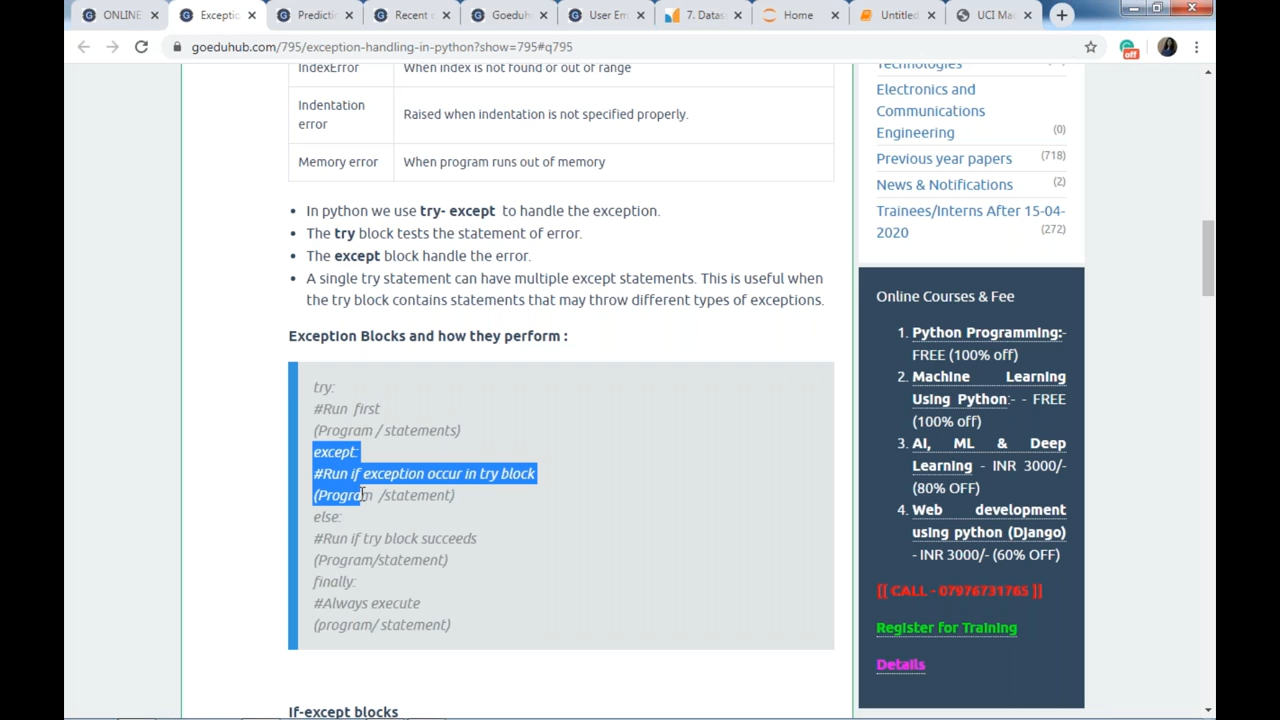 ONLINE
Excepti
Predictin
Recent
Goeduh
User Em
7. Datas
Home
Untitled
UCI Ma
goeduhub.com/795/exception-handling-in-python?show=795#q795
off
IndexError When index is not found or out of range
Indentation
error
Raised when indentation is not specified properly.
Memory error When program runs out of memory
• In python we use try- except to handle the exception.
• The try block tests the statement of error.
• The except block handle the error.
• A single try statement can have multiple except statements. This is useful when
the try block contains statements that may throw different types of exceptions.
Exception Blocks and how they perform :
try:
#Run first
(Program / statements)
except:
#Run if exception occur in try block
(Program /statement)
else:
#Run if try block succeeds
(Program/statement)
finally:
#Always execute
(program/ statement)
If-except blocks
Technologies
Electronics and
Communications
Engineering (0)
Previous year papers (718)
News & Notifications (2)
Trainees/Interns After 15-04-
2020 (272)
Online Courses & Fee
1. Python Programming:-
FREE (100% off)
2. Machine Learning
Using Python:- - FREE
(100% off)
3. AI, ML & Deep
Learning - INR 3000/-
(80% OFF)
4. Web development
using python (Django)
- INR 3000/- (60% OFF)
[[ CALL - 07976731765 ]]
Register for Training
Details